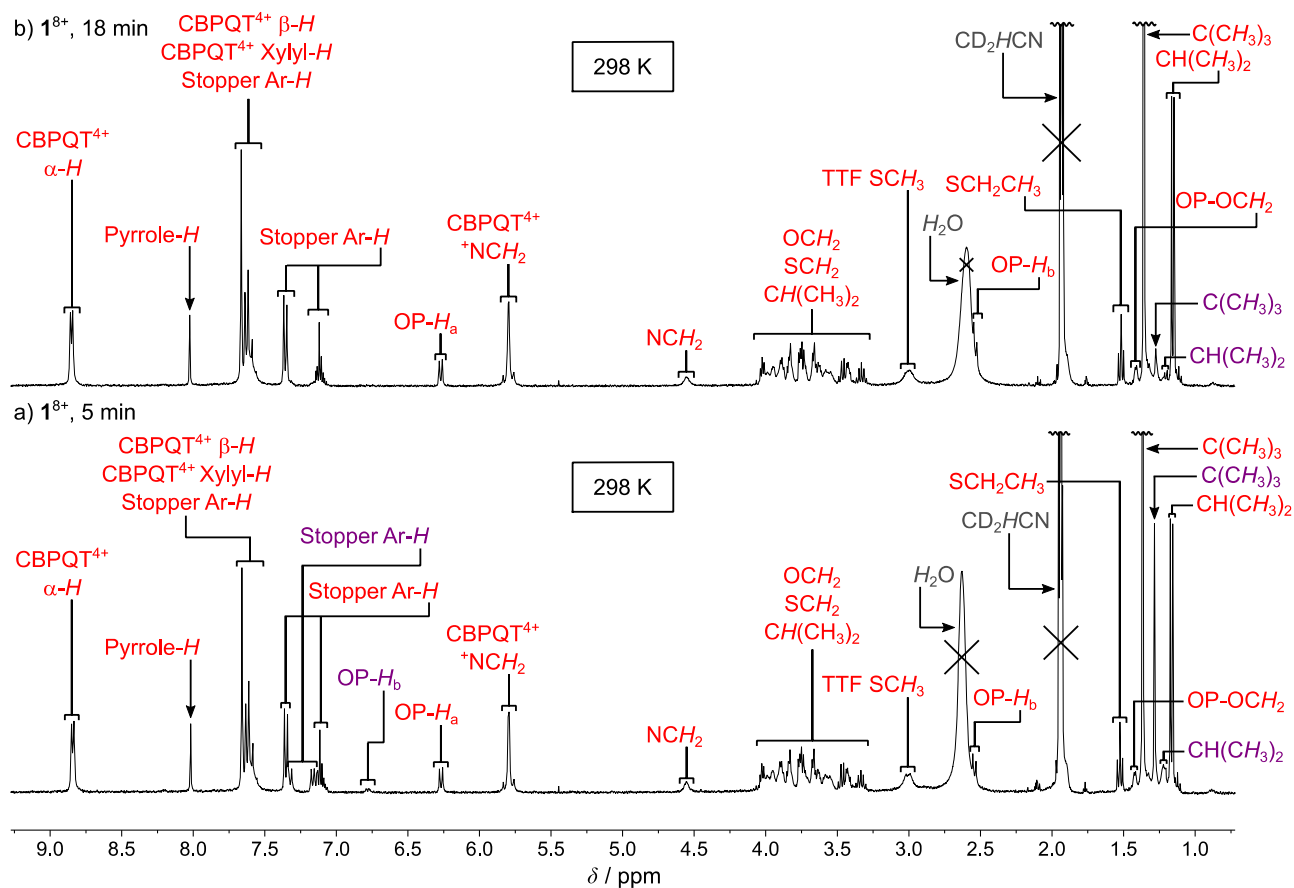 b) 1⁸⁺, 18 min
CBPQT⁴⁺ β-H
CBPQT⁴⁺ Xylyl-H
Stopper Ar-H
298 K
CD₂HCN
C(CH₃)₃
CH(CH₃)₂
CBPQT⁴⁺
α-H
Pyrrole-H
Stopper Ar-H
OP-Hₐ
CBPQT⁴⁺
⁺NCH₂
NCH₂
OCH₂
SCH₂
CH(CH₃)₂
TTF SCH₃
H₂O
OP-H_b
SCH₂CH₃
OP-OCH₂
C(CH₃)₃
CH(CH₃)₂
a) 1⁸⁺, 5 min
CBPQT⁴⁺ β-H
CBPQT⁴⁺ Xylyl-H
Stopper Ar-H
298 K
C(CH₃)₃
C(CH₃)₃
CH(CH₃)₂
SCH₂CH₃
CD₂HCN
CBPQT⁴⁺
α-H
Pyrrole-H
Stopper Ar-H
Stopper Ar-H
OP-H_b
OP-Hₐ
CBPQT⁴⁺
⁺NCH₂
NCH₂
OCH₂
SCH₂
CH(CH₃)₂
TTF SCH₃
H₂O
OP-H_b
OP-OCH₂
CH(CH₃)₂
9.0 8.5 8.0 7.5 7.0 6.5 6.0 5.5 5.0 4.5 4.0 3.5 3.0 2.5 2.0 1.5 1.0
δ / ppm